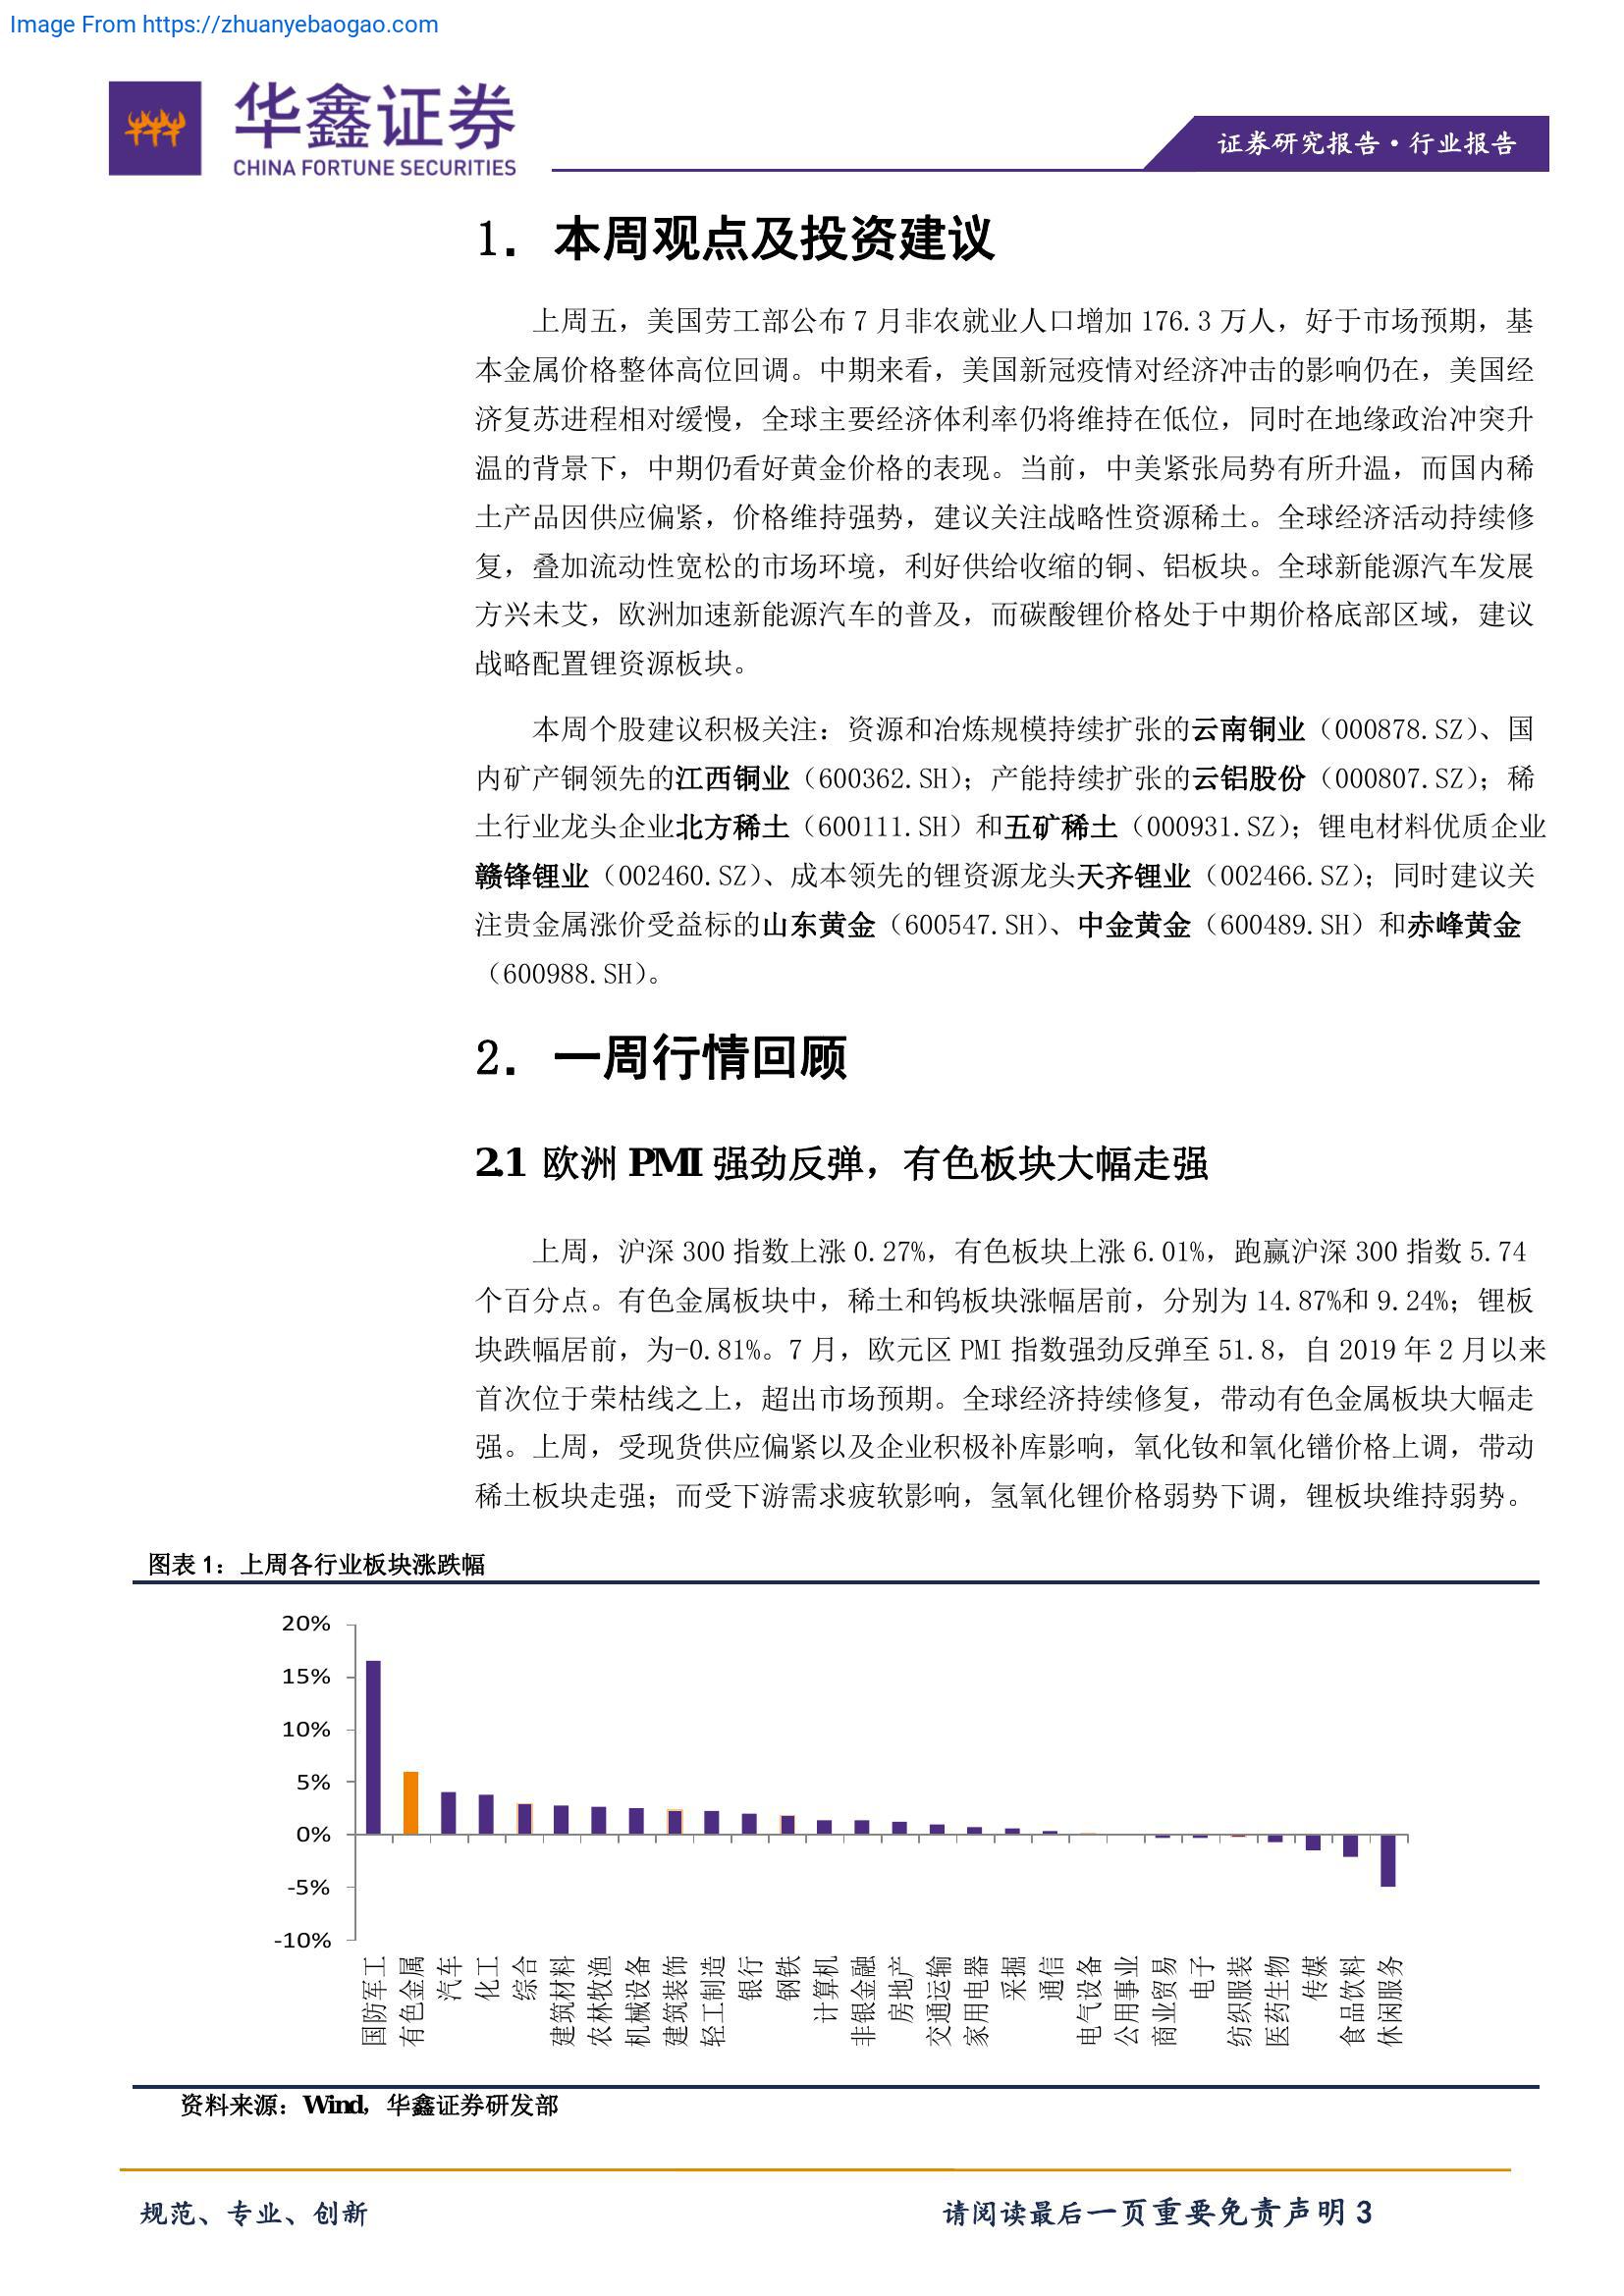 Image From https://zhuanyebaogao.com
华鑫证券
CHINA FORTUNE SECURITIES
证券研究报告·行业报告
1. 本周观点及投资建议
上周五，美国劳工部公布 7 月非农就业人口增加 176.3 万人，好于市场预期，基
本金属价格整体高位回调。中期来看，美国新冠疫情对经济冲击的影响仍在，美国经
济复苏进程相对缓慢，全球主要经济体利率仍将维持在低位，同时在地缘政治冲突升
温的背景下，中期仍看好黄金价格的表现。当前，中美紧张局势有所升温，而国内稀
土产品因供应偏紧，价格维持强势，建议关注战略性资源稀土。全球经济活动持续修
复，叠加流动性宽松的市场环境，利好供给收缩的铜、铝板块。全球新能源汽车发展
方兴未艾，欧洲加速新能源汽车的普及，而碳酸锂价格处于中期价格底部区域，建议
战略配置锂资源板块。
本周个股建议积极关注：资源和冶炼规模持续扩张的云南铜业（000878.SZ）、国
内矿产铜领先的江西铜业（600362.SH）；产能持续扩张的云铝股份（000807.SZ）；稀
土行业龙头企业北方稀土（600111.SH）和五矿稀土（000931.SZ）；锂电材料优质企业
赣锋锂业（002460.SZ）、成本领先的锂资源龙头天齐锂业（002466.SZ）；同时建议关
注贵金属涨价受益标的山东黄金（600547.SH）、中金黄金（600489.SH）和赤峰黄金
（600988.SH）。
2. 一周行情回顾
2.1 欧洲 PMI 强劲反弹，有色板块大幅走强
上周，沪深 300 指数上涨 0.27%，有色板块上涨 6.01%，跑赢沪深 300 指数 5.74
个百分点。有色金属板块中，稀土和钨板块涨幅居前，分别为 14.87%和 9.24%；锂板
块跌幅居前，为-0.81%。7 月，欧元区 PMI 指数强劲反弹至 51.8，自 2019 年 2 月以来
首次位于荣枯线之上，超出市场预期。全球经济持续修复，带动有色金属板块大幅走
强。上周，受现货供应偏紧以及企业积极补库影响，氧化钕和氧化镨价格上调，带动
稀土板块走强；而受下游需求疲软影响，氢氧化锂价格弱势下调，锂板块维持弱势。
图表 1：上周各行业板块涨跌幅
20%
15%
10%
5%
0%
-5%
-10%
国防军工
有色金属
汽车
化工
综合
建筑材料
农林牧渔
机械设备
建筑装饰
轻工制造
银行
钢铁
计算机
非银金融
房地产
交通运输
家用电器
采掘
通信
电气设备
公用事业
商业贸易
电子
纺织服装
医药生物
传媒
食品饮料
休闲服务
资料来源：Wind，华鑫证券研发部
规范、专业、创新
请阅读最后一页重要免责声明 3